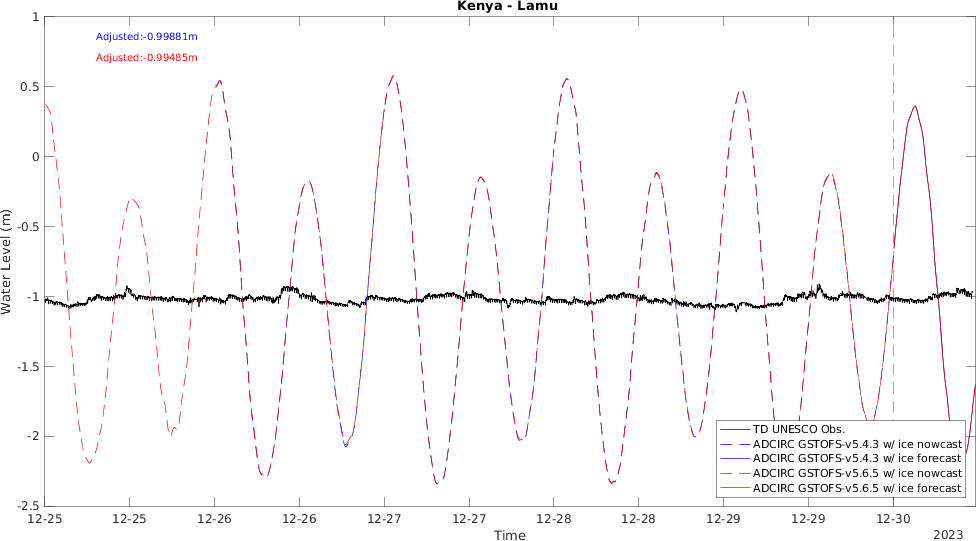 Kenya - Lamu
Adjusted:-0.99881m
Adjusted:-0.99485m
1
0.5
0
-0.5
-1
-1.5
-2
-2.5
Water Level (m)
TD UNESCO Obs.
ADCIRC GSTOFS-v5.4.3 w/ ice nowcast
ADCIRC GSTOFS-v5.4.3 w/ ice forecast
ADCIRC GSTOFS-v5.6.5 w/ ice nowcast
ADCIRC GSTOFS-v5.6.5 w/ ice forecast
12-25 12-25 12-26 12-26 12-27 12-27 12-28 12-28 12-29 12-29 12-30
Time
2023